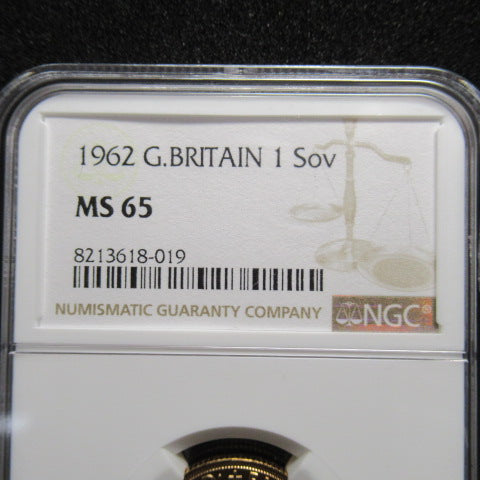 1962 G.BRITAIN 1 Sov
MS 65
8213618-019
NUMISMATIC GUARANTY COMPANY
NGC®